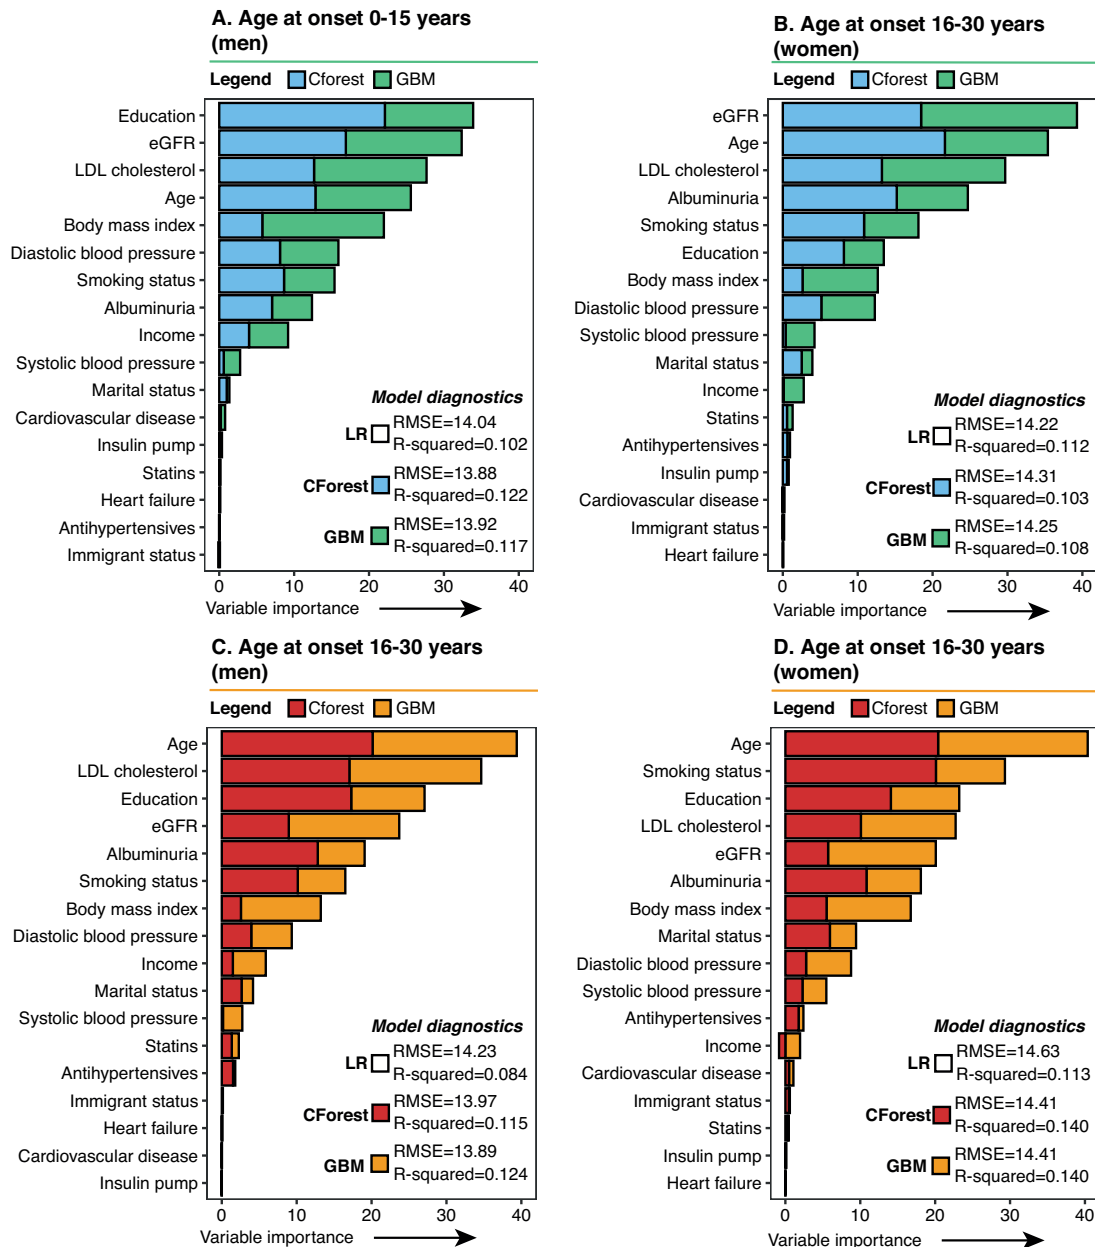 A. Age at onset 0-15 years
(men)
Legend Cforest GBM
Education
eGFR
LDL cholesterol
Age
Body mass index
Diastolic blood pressure
Smoking status
Albuminuria
Income
Systolic blood pressure
Marital status
Cardiovascular disease
Insulin pump
Statins
Heart failure
Antihypertensives
Immigrant status
Model diagnostics
LR RMSE=14.04
R-squared=0.102
CForest RMSE=13.88
R-squared=0.122
GBM RMSE=13.92
R-squared=0.117
0 10 20 30 40
Variable importance
B. Age at onset 16-30 years
(women)
Legend Cforest GBM
eGFR
Age
LDL cholesterol
Albuminuria
Smoking status
Education
Body mass index
Diastolic blood pressure
Systolic blood pressure
Marital status
Income
Statins
Antihypertensives
Insulin pump
Cardiovascular disease
Immigrant status
Heart failure
Model diagnostics
LR RMSE=14.22
R-squared=0.112
CForest RMSE=14.31
R-squared=0.103
GBM RMSE=14.25
R-squared=0.108
0 10 20 30 40
Variable importance
C. Age at onset 16-30 years
(men)
Legend Cforest GBM
Age
LDL cholesterol
Education
eGFR
Albuminuria
Smoking status
Body mass index
Diastolic blood pressure
Income
Marital status
Systolic blood pressure
Statins
Antihypertensives
Immigrant status
Heart failure
Cardiovascular disease
Insulin pump
Model diagnostics
LR RMSE=14.23
R-squared=0.084
CForest RMSE=13.97
R-squared=0.115
GBM RMSE=13.89
R-squared=0.124
0 10 20 30 40
Variable importance
D. Age at onset 16-30 years
(women)
Legend Cforest GBM
Age
Smoking status
Education
LDL cholesterol
eGFR
Albuminuria
Body mass index
Marital status
Diastolic blood pressure
Systolic blood pressure
Antihypertensives
Income
Cardiovascular disease
Immigrant status
Statins
Insulin pump
Heart failure
Model diagnostics
LR RMSE=14.63
R-squared=0.113
CForest RMSE=14.41
R-squared=0.140
GBM RMSE=14.41
R-squared=0.140
0 10 20 30 40
Variable importance